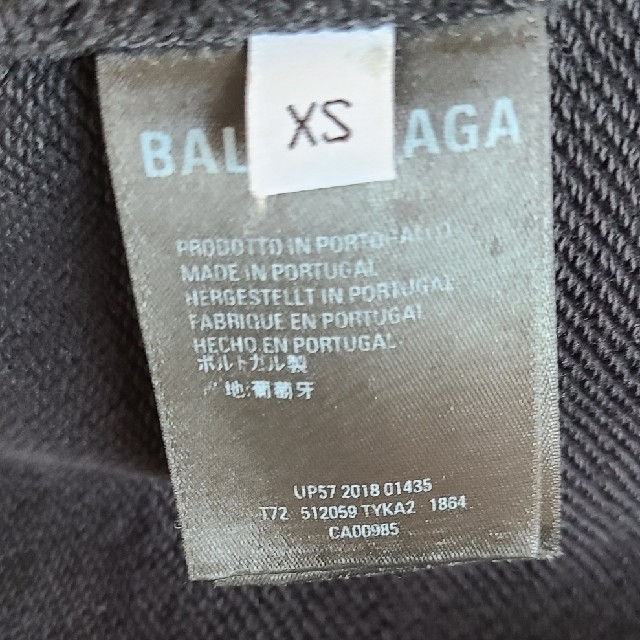 XS
BAL AGA
PRODOTTO IN PORTOGALLO
MADE IN PORTUGAL
HERGESTELLT IN PORTUGAL
FABRIQUE EN PORTUGAL
HECHO EN PORTUGAL
ポルトガル製
地:葡萄牙
UP57 2018 01435
T72 512059 TYKA2 1864
CA00985